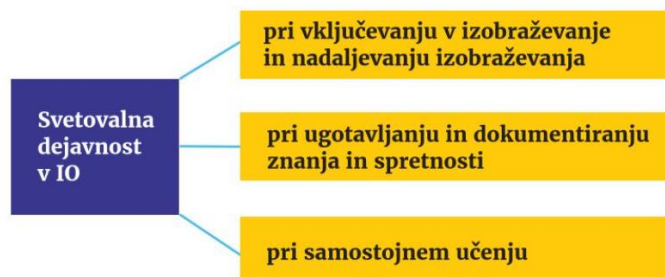 Svetovalna
dejavnost
v IO
pri vključevanju v izobraževanje
in nadaljevanju izobraževanja
pri ugotavljanju in dokumentiranju
znanja in spretnosti
pri samostojnem učenju